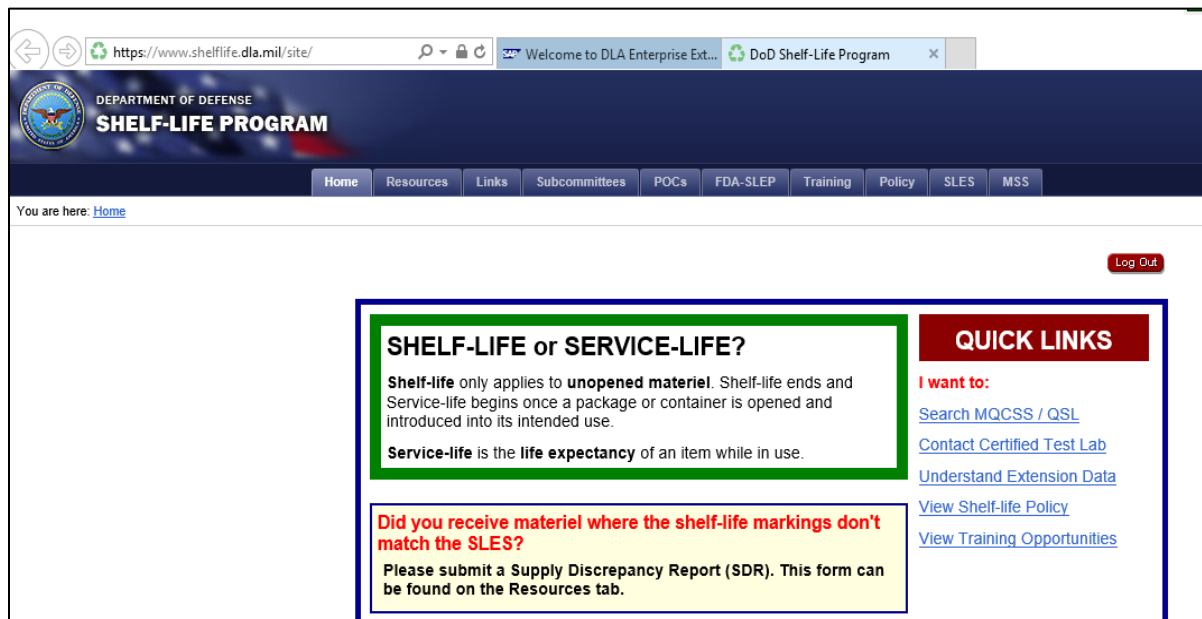 https://www.shelflife.dla.mil/site/
SAP Welcome to DLA Enterprise Ext...
DoD Shelf-Life Program
DEPARTMENT OF DEFENSE
SHELF-LIFE PROGRAM
Home Resources Links Subcommittees POCs FDA-SLEP Training Policy SLES MSS
You are here: Home
Log Out
SHELF-LIFE or SERVICE-LIFE?
Shelf-life only applies to unopened materiel. Shelf-life ends and
Service-life begins once a package or container is opened and
introduced into its intended use.
Service-life is the life expectancy of an item while in use.
Did you receive materiel where the shelf-life markings don't
match the SLES?
Please submit a Supply Discrepancy Report (SDR). This form can
be found on the Resources tab.
QUICK LINKS
I want to:
Search MQCSS / QSL
Contact Certified Test Lab
Understand Extension Data
View Shelf-life Policy
View Training Opportunities